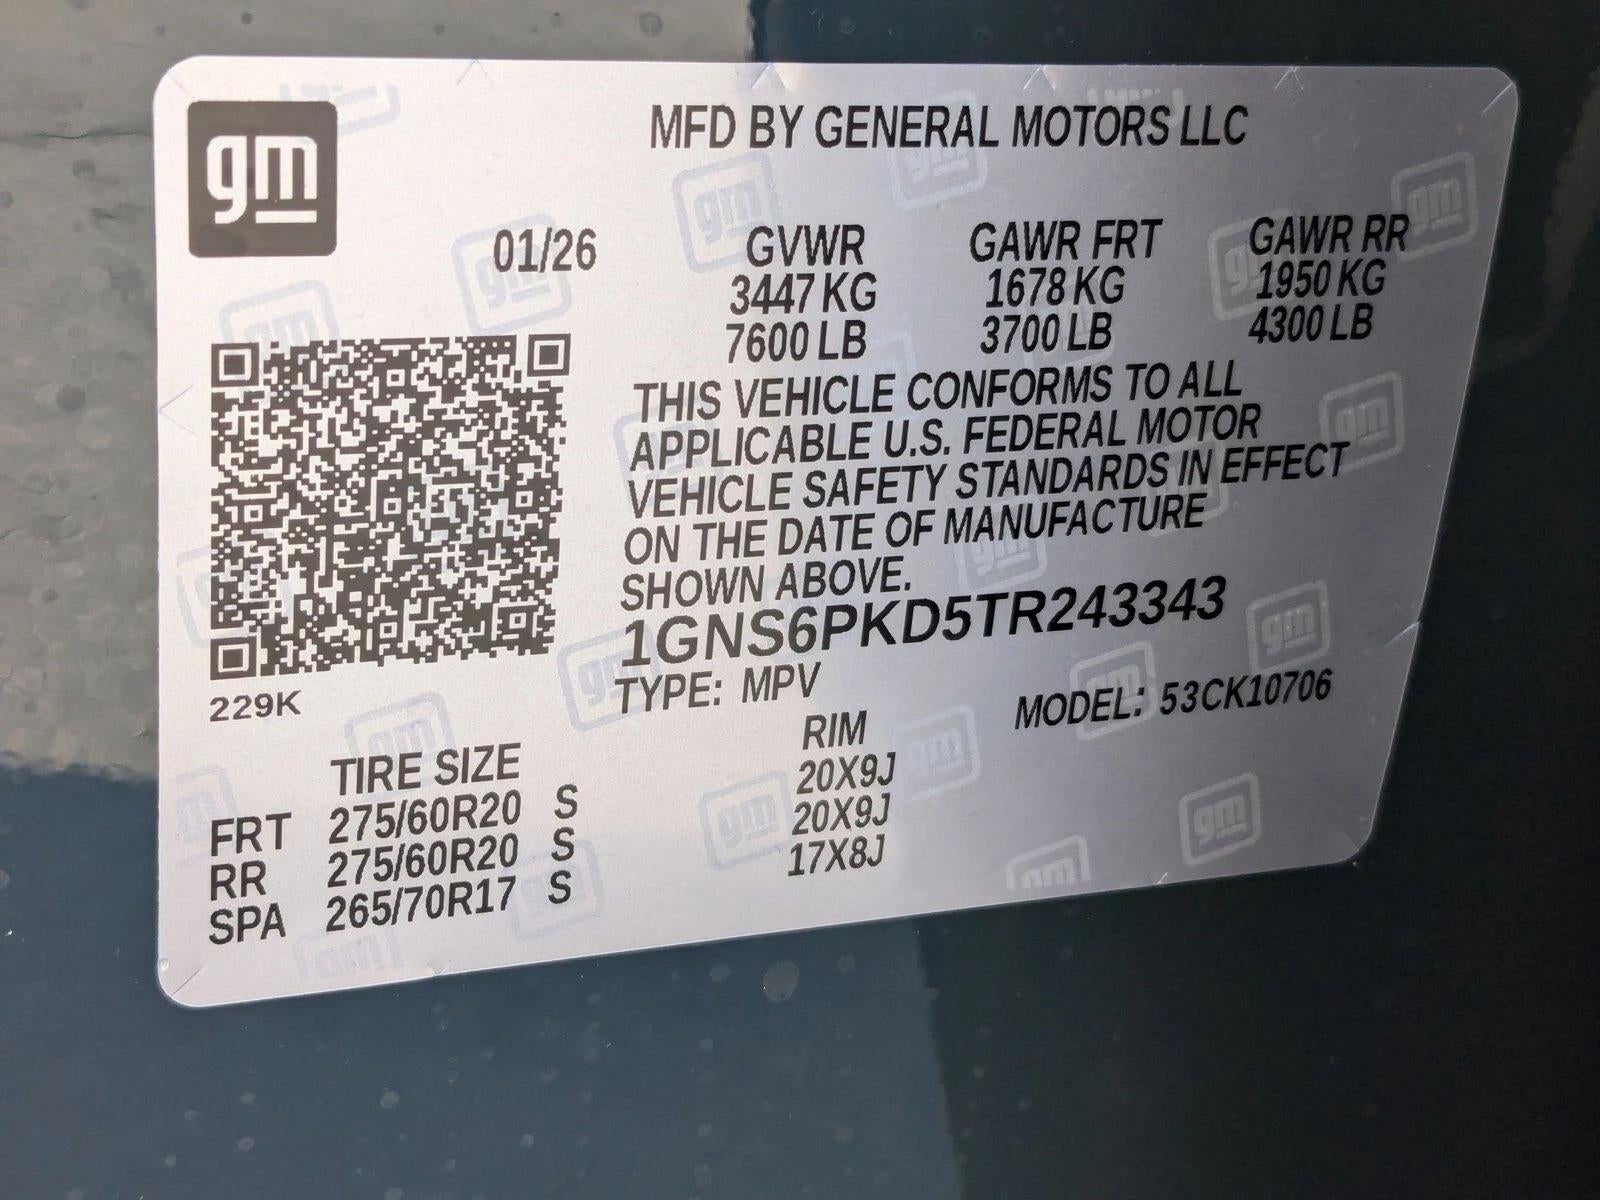 gm
MFD BY GENERAL MOTORS LLC
01/26
GVWR GAWR FRT GAWR RR
3447 KG 1678 KG 1950 KG
7600 LB 3700 LB 4300 LB
THIS VEHICLE CONFORMS TO ALL
APPLICABLE U.S. FEDERAL MOTOR
VEHICLE SAFETY STANDARDS IN EFFECT
ON THE DATE OF MANUFACTURE
SHOWN ABOVE.
1GNS6PKD5TR243343
TYPE: MPV MODEL: 53CK10706
229K
TIRE SIZE RIM
FRT 275/60R20 S 20X9J
RR 275/60R20 S 20X9J
SPA 265/70R17 S 17X8J